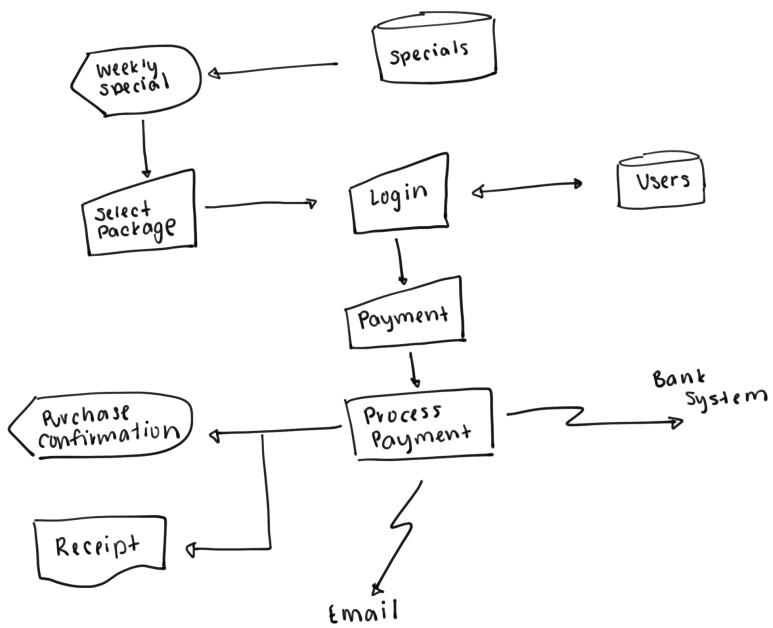 Weekly
special
Specials
Select
Package
Login
Users
Payment
Process
Payment
Bank
System
Purchase
confirmation
Receipt
Email